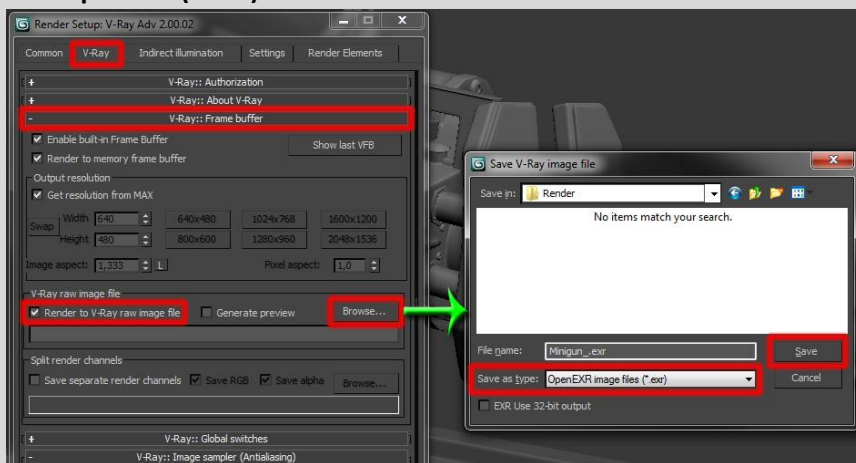 Render Setup: V-Ray Adv 2.00.02
Common V-Ray Indirect illumination Settings Render Elements
+ V-Ray:: Authorization
+ V-Ray:: About V-Ray
- V-Ray:: Frame buffer
Enable built-in Frame Buffer
Show last VFB
Render to memory frame buffer
Output resolution
Get resolution from MAX
Swap
Width 640 640x480 1024x768 1600x1200
Height 480 800x600 1280x960 2048x1536
Image aspect: 1,333 L Pixel aspect: 1,0
V-Ray raw image file
Render to V-Ray raw image file Generate preview Browse...
Split render channels
Save separate render channels Save RGB Save alpha Browse...
+ V-Ray:: Global switches
- V-Ray:: Image sampler (Antialiasing)
Save V-Ray image file
Save in: Render
No items match your search.
File name: Minigun_.exr Save
Save as type: OpenEXR image files (*.exr) Cancel
EXR Use 32-bit output